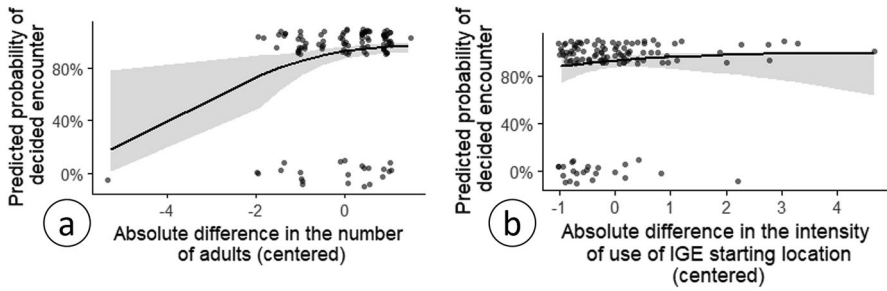 Predicted probability of
decided encounter
80%
40%
0%
-4
-2
0
a
Absolute difference in the number
of adults (centered)
Predicted probability of
decided encounter
80%
40%
0%
-1
0
1
2
3
4
b
Absolute difference in the intensity
of use of IGE starting location
(centered)